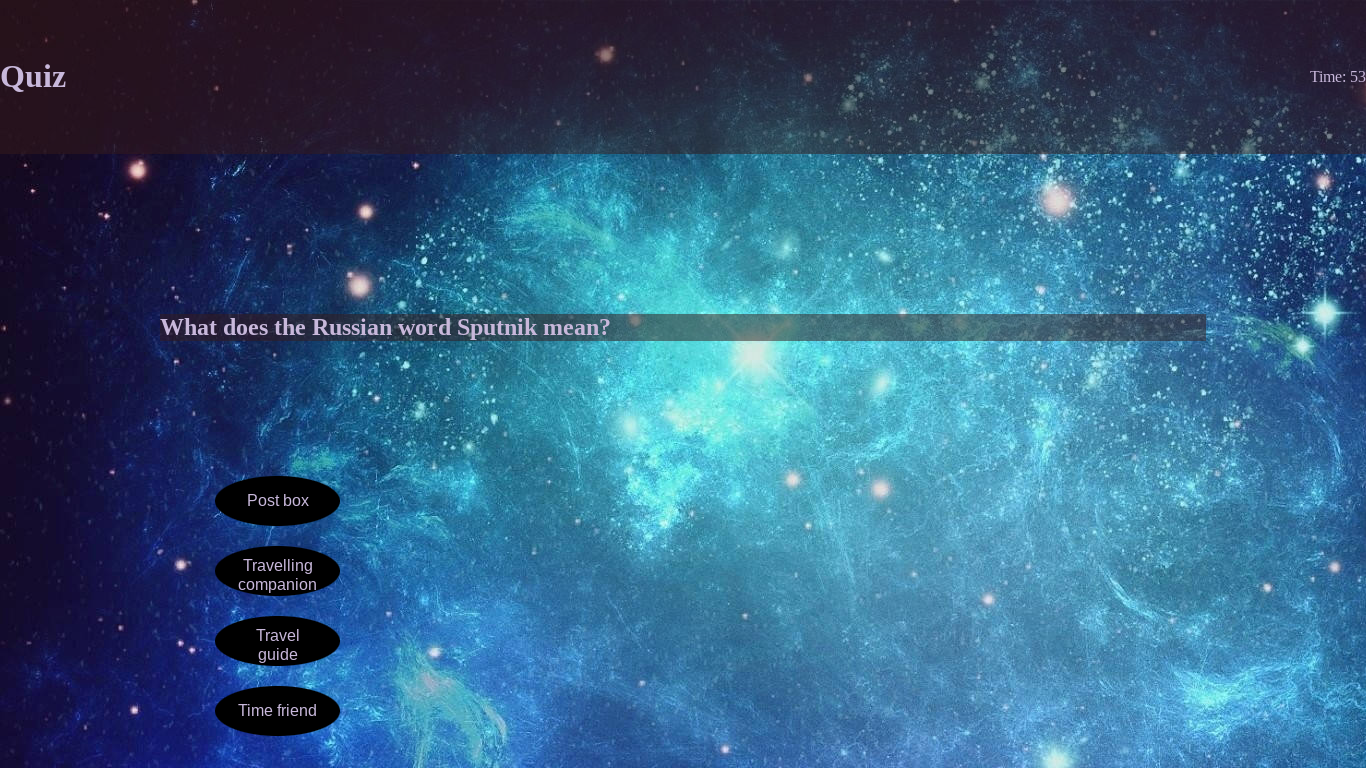 Quiz
Time: 53
What does the Russian word Sputnik mean?
Post box
Travelling
companion
Travel
guide
Time friend